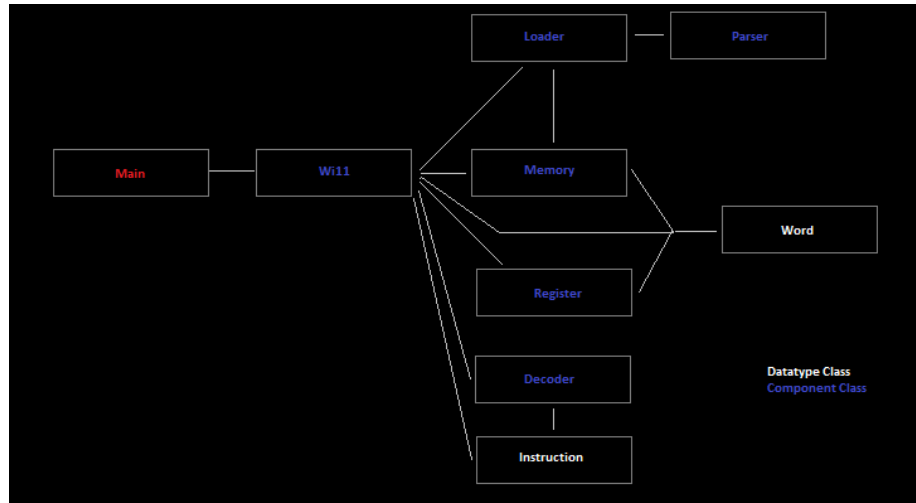 Loader
Parser
Main
Wi11
Memory
Word
Register
Decoder
Datatype Class
Component Class
Instruction